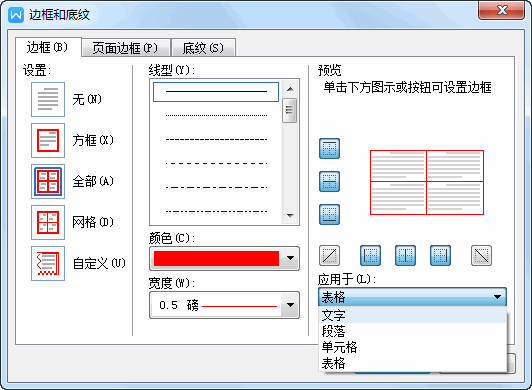 边框和底纹
边框(B)
页面边框(P)
底纹(S)
设置:
无(N)
方框(X)
全部(A)
网格(D)
自定义(U)
线型(Y):
颜色(C):
宽度(W):
0.5 磅
预览
单击下方图示或按钮可设置边框
应用于(L):
表格
文字
段落
单元格
表格